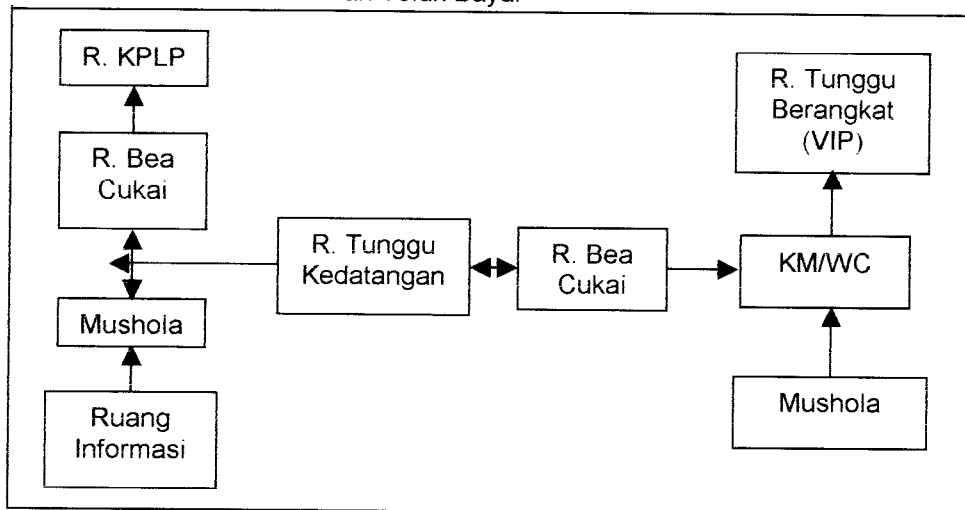 R. KPLP
R. Bea
Cukai
Mushola
Ruang
Informasi
R. Tunggu
Kedatangan
R. Bea
Cukai
R. Tunggu
Berangkat
(VIP)
KM/WC
Mushola